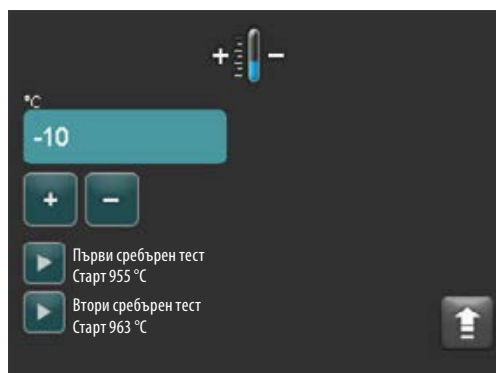 + −
°C
-10
+ −
Първи сребърен тест
Старт 955 °C
Втори сребърен тест
Старт 963 °C